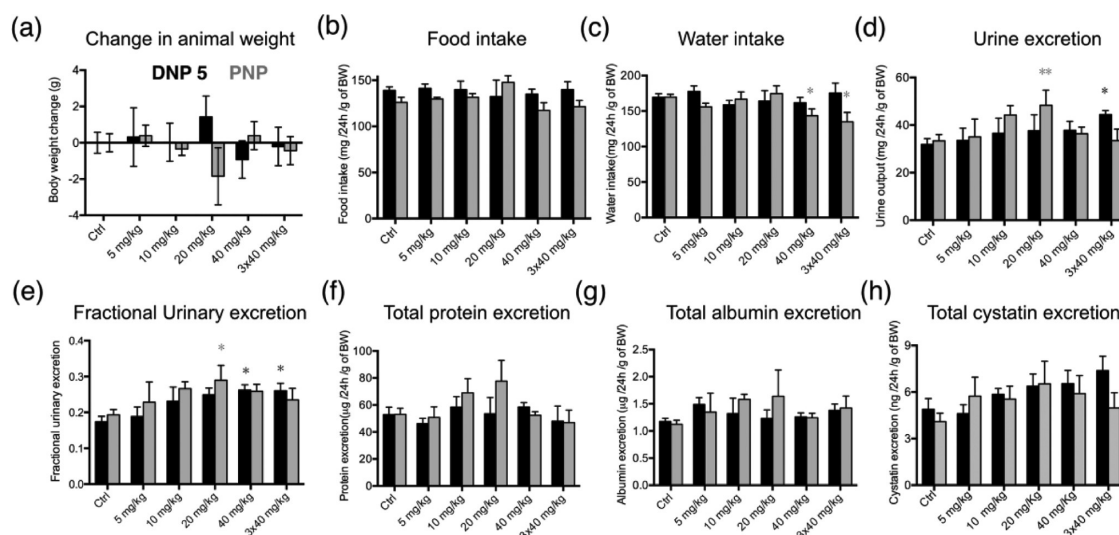 (a)
Change in animal weight
DNP 5 PNP
Body weight change (g)
4
2
0
-2
-4
Ctrl
5 mg/kg
10 mg/kg
20 mg/kg
40 mg/kg
3x40 mg/kg
(b)
Food intake
Food intake (mg /24h /g of BW)
150
100
50
0
Ctrl
5 mg/kg
10 mg/kg
20 mg/kg
40 mg/kg
3x40 mg/kg
(c)
Water intake
Water intake(mg /24h /g of BW)
200
150
100
50
0
* *
Ctrl
5 mg/kg
10 mg/kg
20 mg/kg
40 mg/kg
3x40 mg/kg
(d)
Urine excretion
Urine output (mg /24h /g of BW)
60
40
20
0
** *
Ctrl
5 mg/kg
10 mg/kg
20 mg/kg
40 mg/kg
3x40 mg/kg
(e)
Fractional Urinary excretion
Fractional urinary excretion
0.4
0.3
0.2
0.1
0.0
* * *
Ctrl
5 mg/kg
10 mg/kg
20 mg/kg
40 mg/kg
3x40 mg/kg
(f)
Total protein excretion
Protein excretion(µg /24h /g of BW)
100
80
60
40
20
0
Ctrl
5 mg/kg
10 mg/kg
20 mg/kg
40 mg/kg
3x40 mg/kg
(g)
Total albumin excretion
Albumin excretion (µg /24h /g of BW)
2.5
2.0
1.5
1.0
0.5
0.0
Ctrl
5 mg/kg
10 mg/kg
20 mg/kg
40 mg/kg
3x40 mg/kg
(h)
Total cystatin excretion
Cystatin excretion (ng /24h /g of BW)
9
6
3
0
Ctrl
5 mg/kg
10 mg/kg
20 mg/kg
40 mg/Kg
3x40 mg/kg